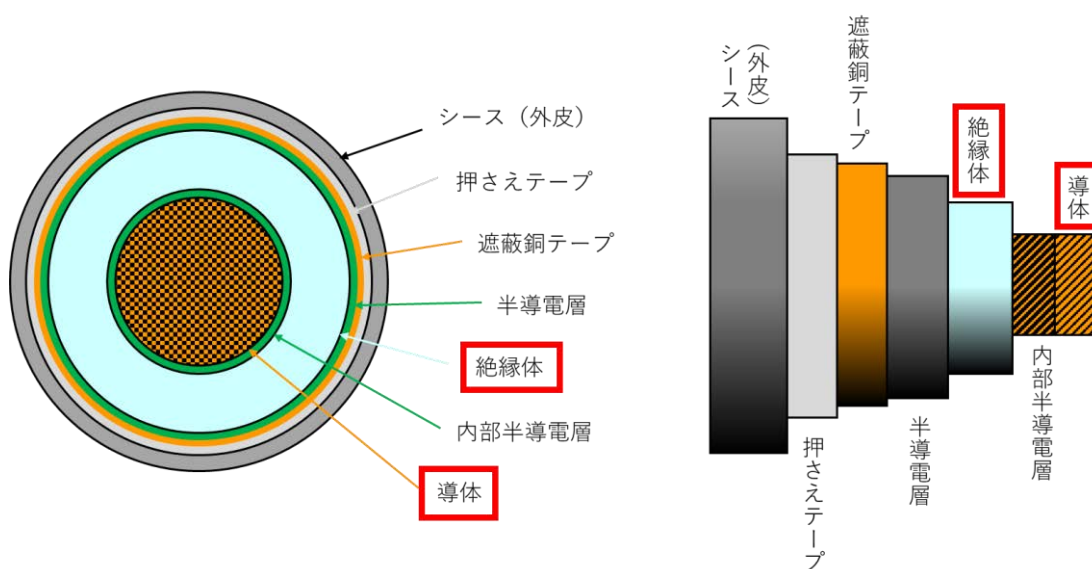 シース（外皮）
押さえテープ
遮蔽銅テープ
半導電層
絶縁体
内部半導電層
導体
（外皮）
シース
遮蔽銅テープ
絶縁体
導体
押さえテープ
半導電層
内部半導電層